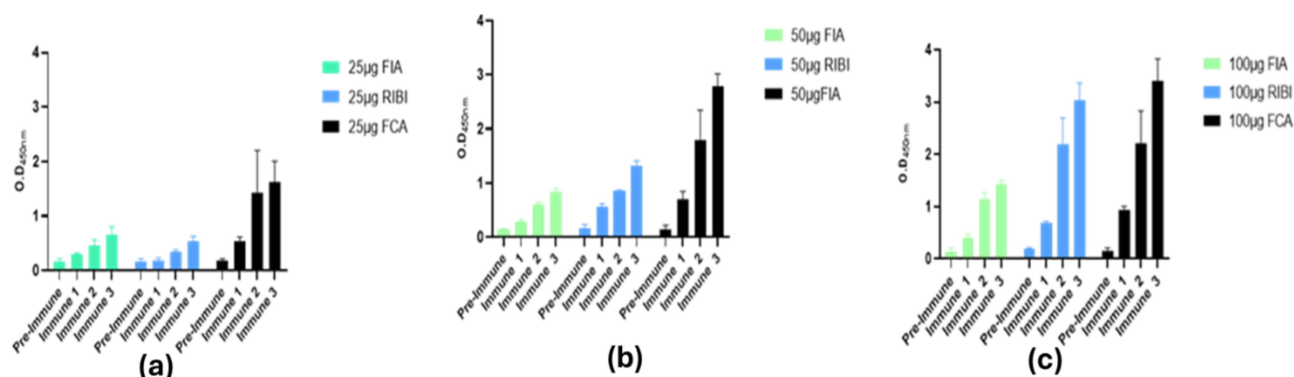 4
3
2
1
0
O.D450nm
25µg FIA
25µg RIBI
25µg FCA
Pre-Immune
Immune 1
Immune 2
Immune 3
Pre-Immune
Immune 1
Immune 2
Immune 3
Pre-Immune
Immune 1
Immune 2
Immune 3
(a)
4
3
2
1
0
O.D450nm
50µg FIA
50µg RIBI
50µgFIA
Pre-Immune
Immune 1
Immune 2
Immune 3
Pre-Immune
Immune 1
Immune 2
Immune 3
Pre-Immune
Immune 1
Immune 2
Immune 3
(b)
4
3
2
1
0
O.D450nm
100µg FIA
100µg RIBI
100µg FCA
Pre-Immune
Immune 1
Immune 2
Immune 3
Pre-Immune
Immune 1
Immune 2
Immune 3
Pre-Immune
Immune 1
Immune 2
Immune 3
(c)